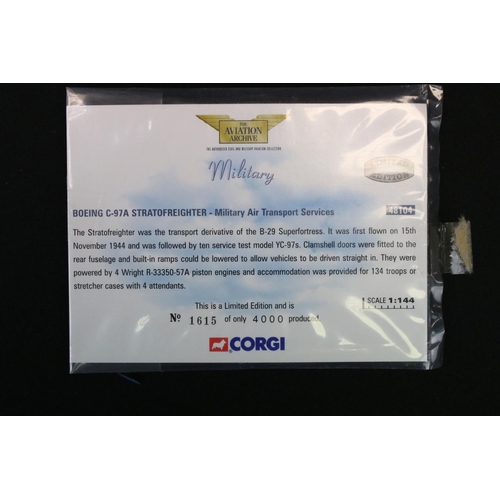 THE
AVIATION
ARCHIVE
Military
LIMITED
EDITION
BOEING C-97A STRATOFREIGHTER - Military Air Transport Services
48104
The Stratofreighter was the transport derivative of the B-29 Superfortress. It was first flown on 15th
November 1944 and was followed by ten service test model YC-97s. Clamshell doors were fitted to the
rear fuselage and built-in ramps could be lowered to allow vehicles to be driven straight in. They were
powered by 4 Wright R-33350-57A piston engines and accommodation was provided for 134 troops or
stretcher cases with 4 attendants.
This is a Limited Edition and is
Nº 1615 of only 4000 produced.
SCALE 1:144
CORGI